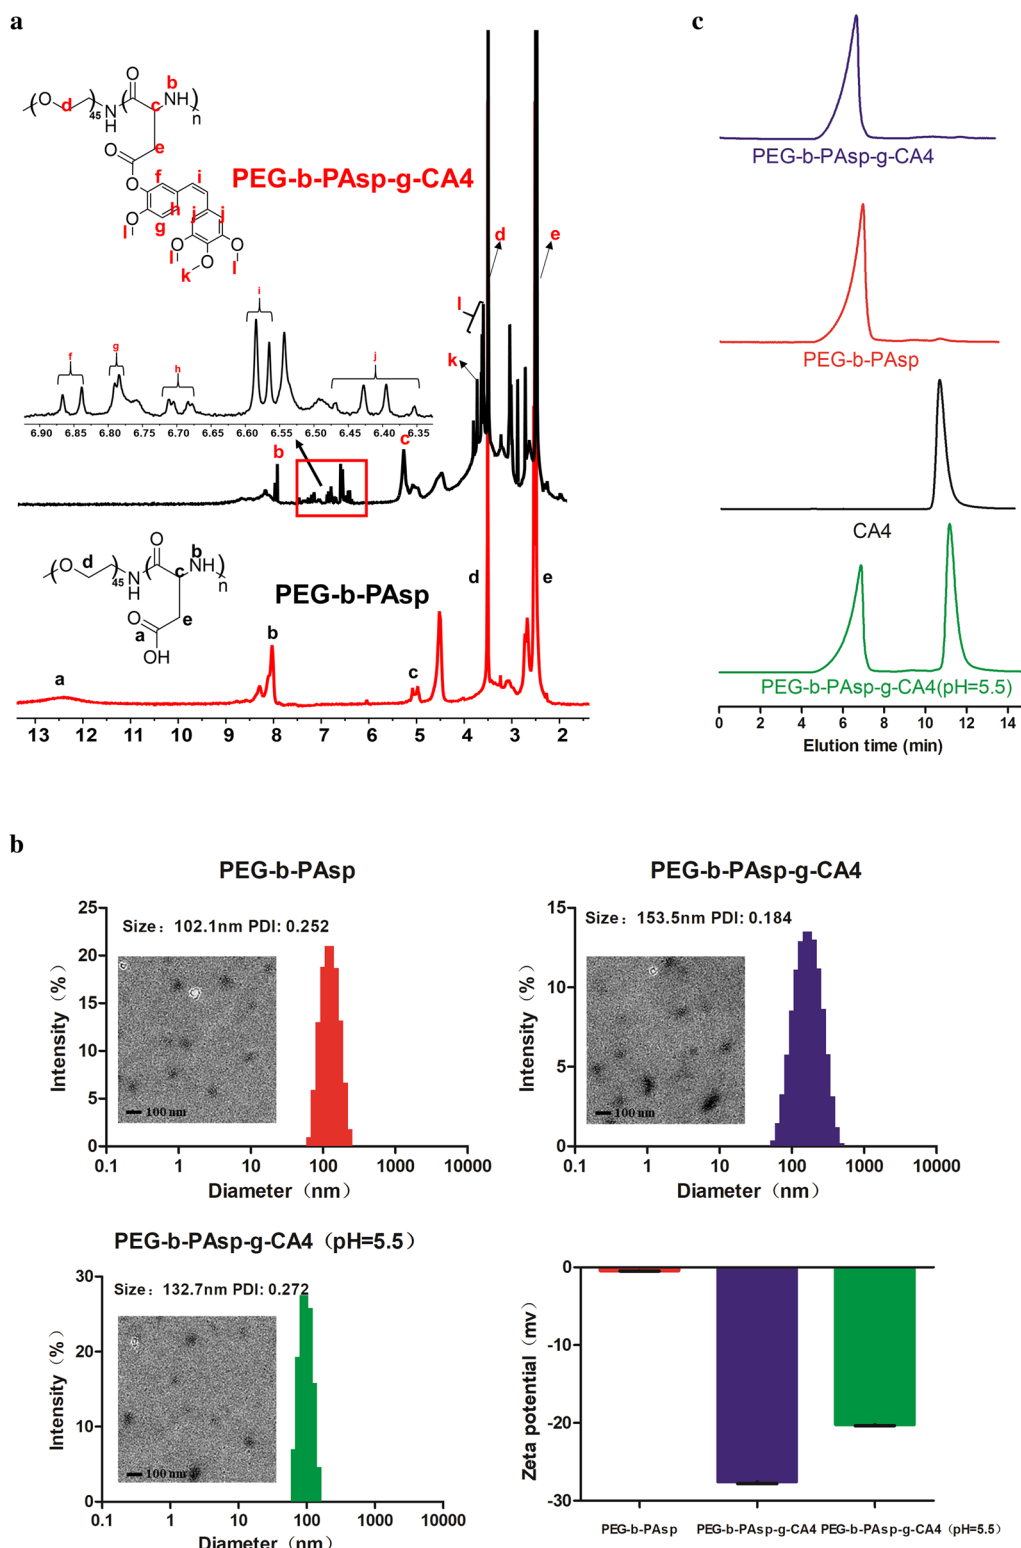 a
c
O
b
O
d
c
NH
45
N
H
n
e
O
O
f
i
h
j
j
O
g
l
O
O
l
O
l
k
PEG-b-PAsp-g-CA4
d
e
l
k
f
g
h
i
j
6.90 6.85 6.80 6.75 6.70 6.65 6.60 6.55 6.50 6.45 6.40 6.35
b
c
O
O
d
b
c
NH
45
N
H
n
O
a
e
OH
PEG-b-PAsp
a
b
c
d
e
13 12 11 10 9 8 7 6 5 4 3 2
PEG-b-PAsp-g-CA4
PEG-b-PAsp
CA4
PEG-b-PAsp-g-CA4(pH=5.5)
0 2 4 6 8 10 12 14
Elution time (min)
b
PEG-b-PAsp
Size：102.1nm PDI: 0.252
Intensity（%）
25
20
15
10
5
0
100 nm
0.1 1 10 100 1000 10000
Diameter（nm）
PEG-b-PAsp-g-CA4
Size：153.5nm PDI: 0.184
Intensity（%）
15
10
5
0
100 nm
0.1 1 10 100 1000 10000
Diameter（nm）
PEG-b-PAsp-g-CA4（pH=5.5）
Size：132.7nm PDI: 0.272
Intensity（%）
30
20
10
0
100 nm
0.1 1 10 100 1000 10000
Diameter（nm）
Zeta potential（mv）
0
-10
-20
-30
PEG-b-PAsp PEG-b-PAsp-g-CA4 PEG-b-PAsp-g-CA4（pH=5.5）